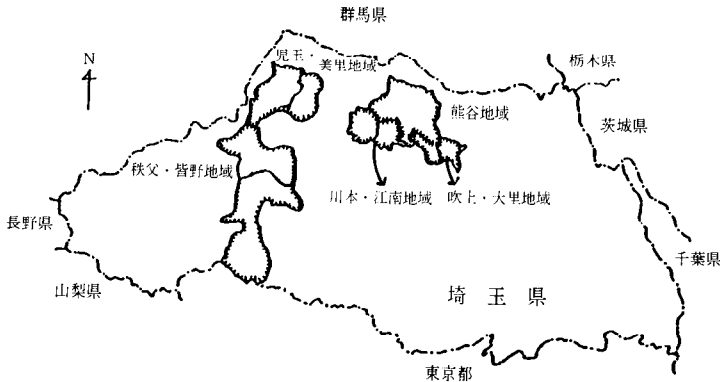 群馬県
児玉・
美里地域
栃木県
N
熊谷地域
茨城県
秩父・皆野地域
川本・江南地域
吹上・大里地域
長野県
千葉県
山梨県
埼玉県
東京都